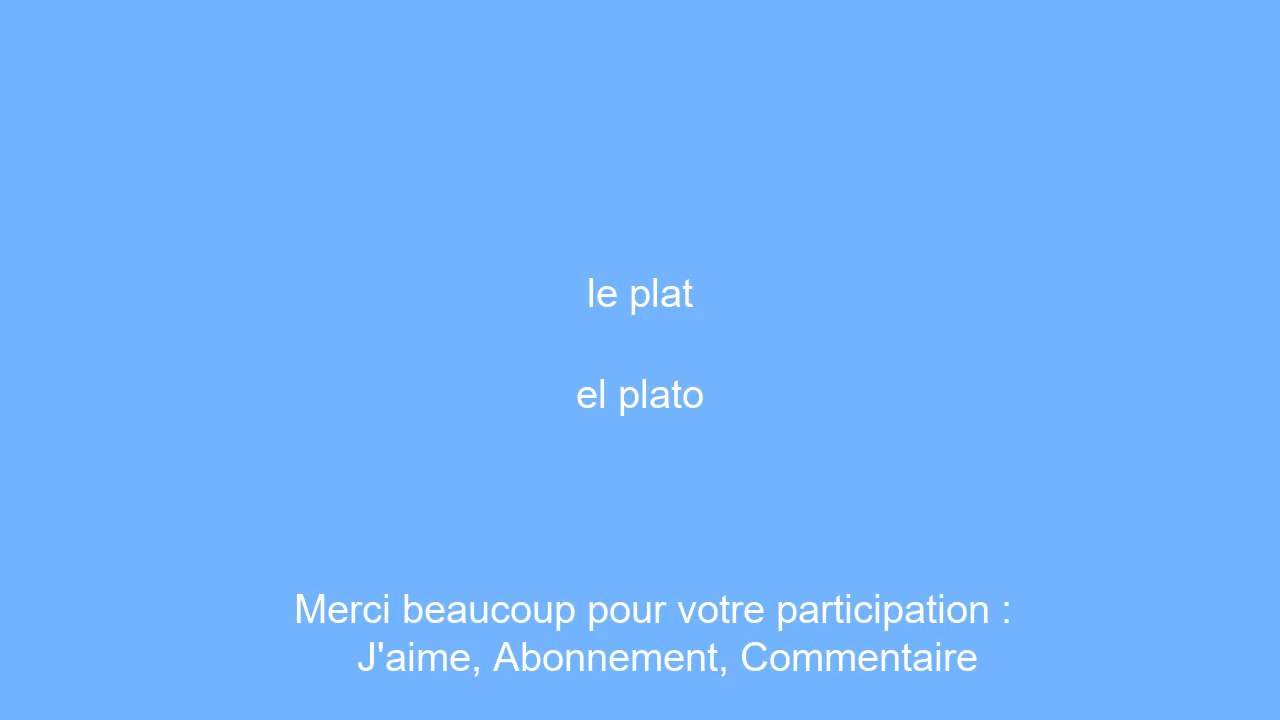 le plat
el plato
Merci beaucoup pour votre participation :
J'aime, Abonnement, Commentaire